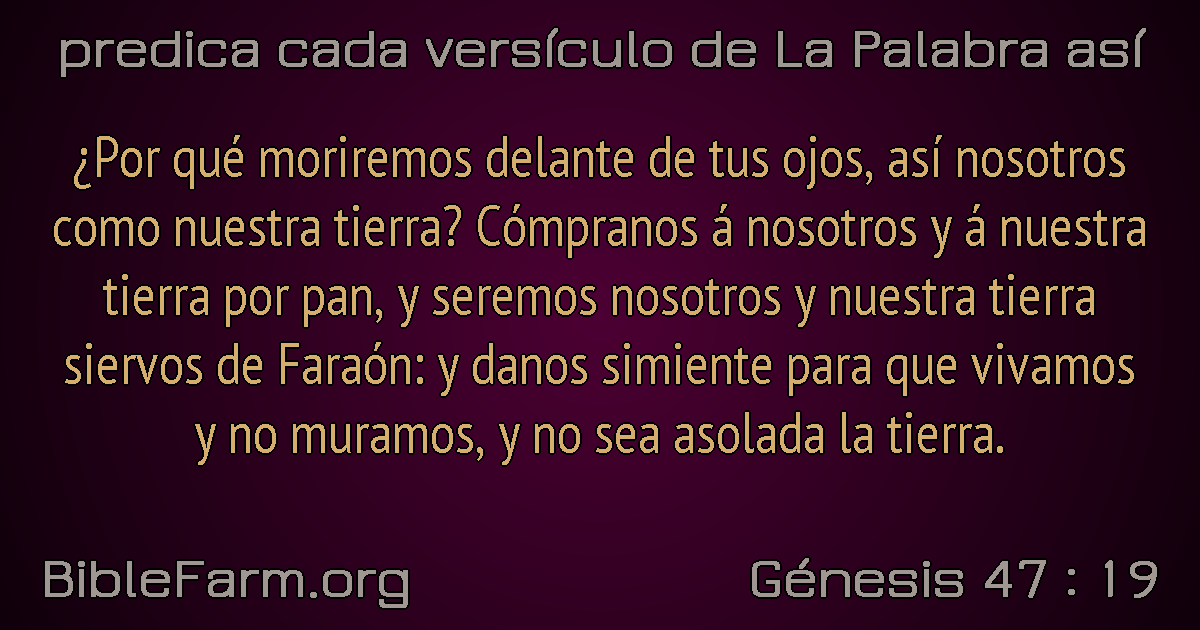 predica cada versículo de La Palabra así
¿Por qué moriremos delante de tus ojos, así nosotros
como nuestra tierra? Cómpranos á nosotros y á nuestra
tierra por pan, y seremos nosotros y nuestra tierra
siervos de Faraón: y danos simiente para que vivamos
y no muramos, y no sea asolada la tierra.
BibleFarm.org
Génesis 47 : 19